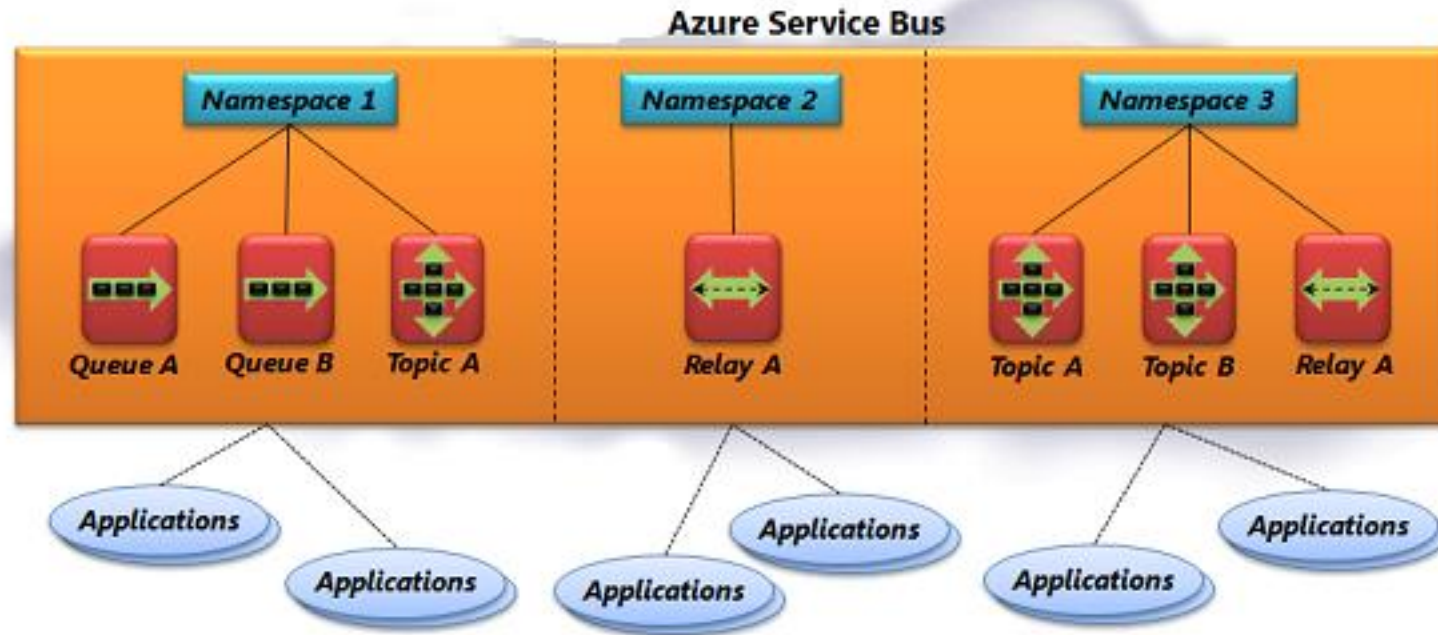 Azure Service Bus
Namespace 1
Namespace 2
Namespace 3
Queue A
Queue B
Topic A
Relay A
Topic A
Topic B
Relay A
Applications
Applications
Applications
Applications
Applications
Applications